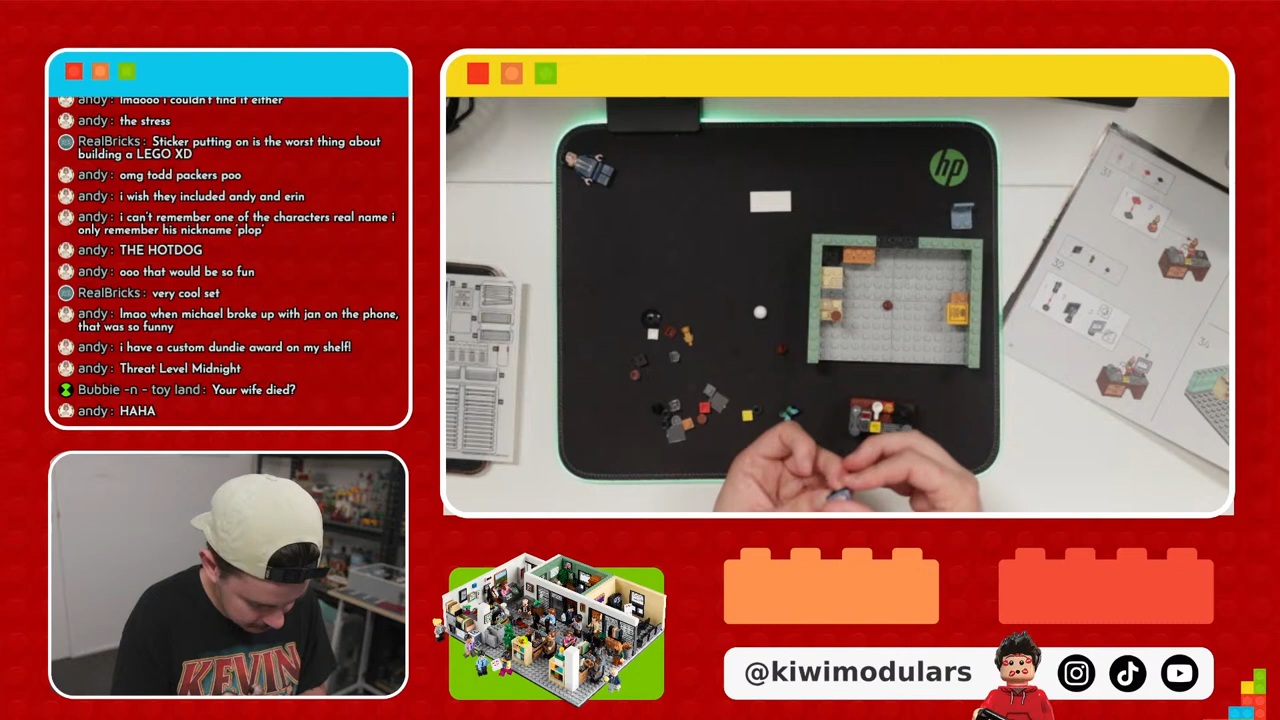 andy: lmaooo i couldn't find it either
andy: the stress
RealBricks: Sticker putting on is the worst thing about
building a LEGO XD
andy: omg todd packers poo
andy: i wish they included andy and erin
andy: i can't remember one of the characters real name i
only remember his nickname 'plop'
andy: THE HOTDOG
andy: ooo that would be so fun
RealBricks: very cool set
andy: lmao when michael broke up with jan on the phone,
that was so funny
andy: i have a custom dundie award on my shelf!
andy: Threat Level Midnight
Bubbie -n - toy land: Your wife died?
andy: HAHA
hp
31
32
34
KEVIN
@kiwimodulars